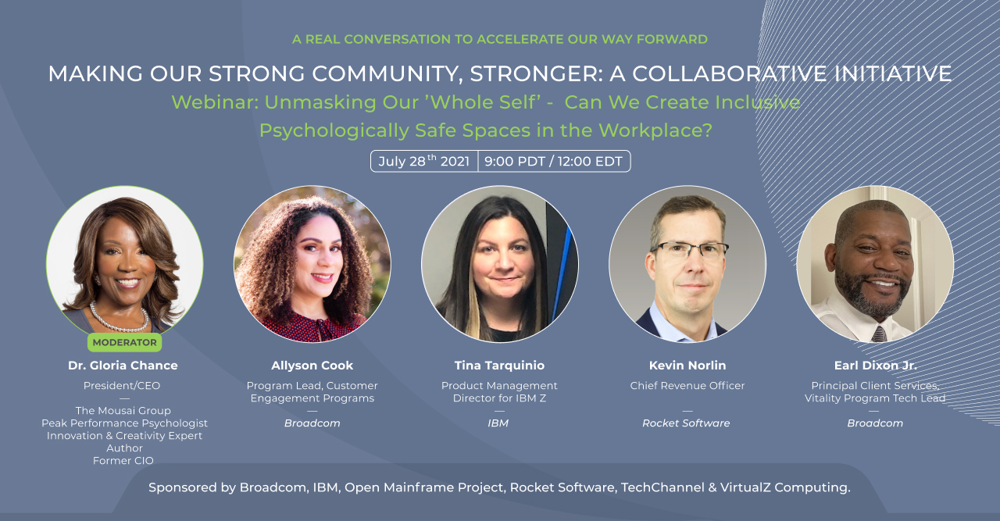 A REAL CONVERSATION TO ACCELERATE OUR WAY FORWARD
MAKING OUR STRONG COMMUNITY, STRONGER: A COLLABORATIVE INITIATIVE
Webinar: Unmasking Our ’Whole Self’ - Can We Create Inclusive
Psychologically Safe Spaces in the Workplace?
July 28th 2021 | 9:00 PDT / 12:00 EDT
MODERATOR
Dr. Gloria Chance
President/CEO
—
The Mousai Group
Peak Performance Psychologist
Innovation & Creativity Expert
Author
Former CIO
Allyson Cook
Program Lead, Customer
Engagement Programs
—
Broadcom
Tina Tarquinio
Product Management
Director for IBM Z
—
IBM
Kevin Norlin
Chief Revenue Officer
—
Rocket Software
Earl Dixon Jr.
Principal Client Services,
Vitality Program Tech Lead
—
Broadcom
Sponsored by Broadcom, IBM, Open Mainframe Project, Rocket Software, TechChannel & VirtualZ Computing.